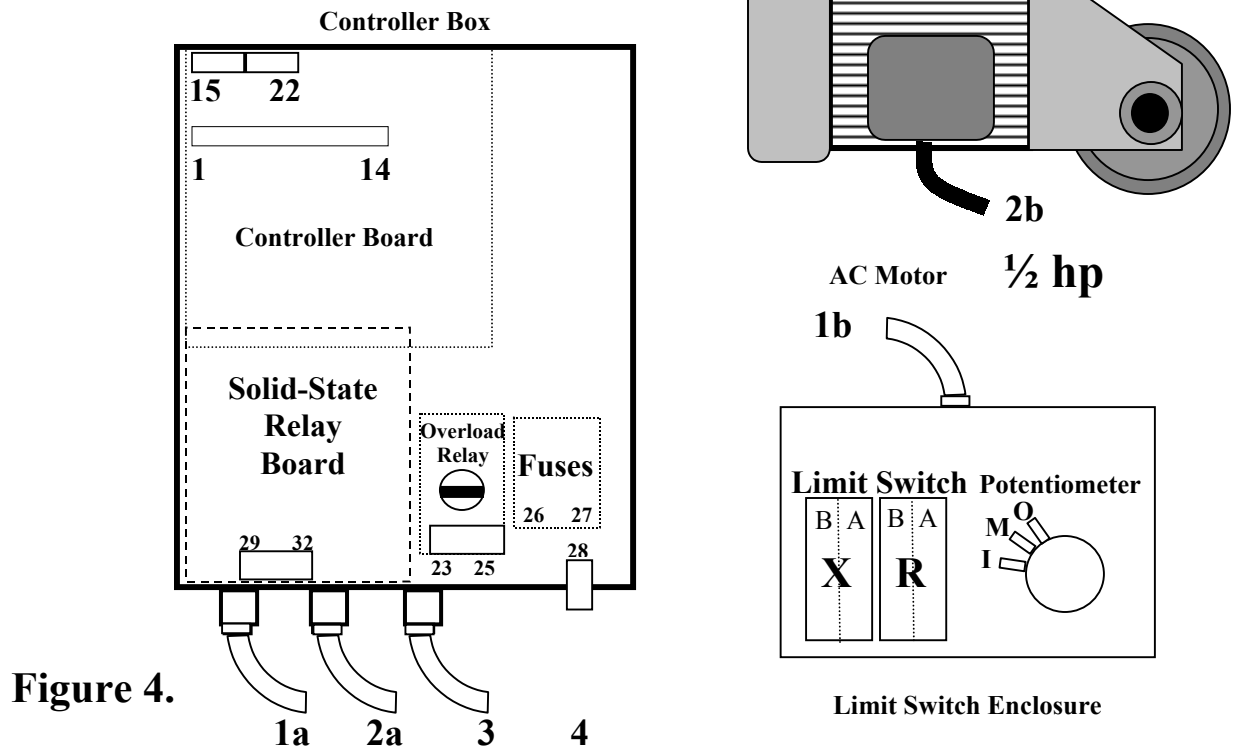 Controller Box
15 22
1 14
Controller Board
Solid-State
Relay
Board
Overload
Relay
Fuses
26 27
29 32
23 25
28
1a 2a 3 4
Figure 4.
2b
½ hp
AC Motor
1b
Limit Switch Potentiometer
B A B A
X R
O
M
I
Limit Switch Enclosure